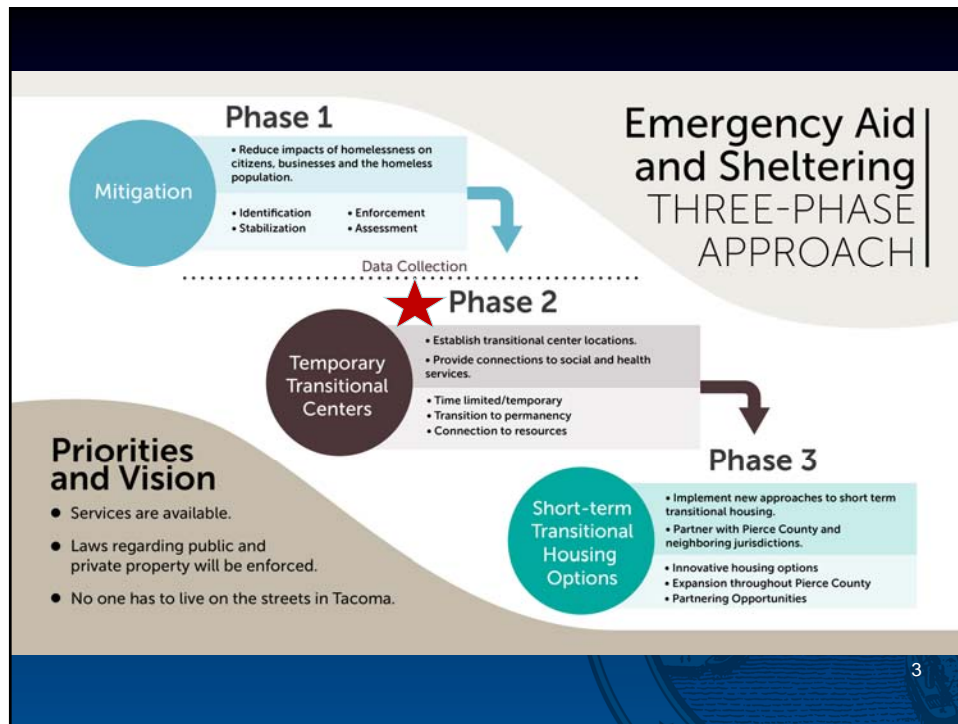 Emergency Aid
and Sheltering
THREE-PHASE
APPROACH
Phase 1
Mitigation
• Reduce impacts of homelessness on
citizens, businesses and the homeless
population.
• Identification
• Stabilization
• Enforcement
• Assessment
Data Collection
Phase 2
Temporary
Transitional
Centers
• Establish transitional center locations.
• Provide connections to social and health
services.
• Time limited/temporary
• Transition to permanency
• Connection to resources
Phase 3
Short-term
Transitional
Housing
Options
• Implement new approaches to short term
transitional housing.
• Partner with Pierce County and
neighboring jurisdictions.
• Innovative housing options
• Expansion throughout Pierce County
• Partnering Opportunities
Priorities
and Vision
● Services are available.
● Laws regarding public and
private property will be enforced.
● No one has to live on the streets in Tacoma.
3